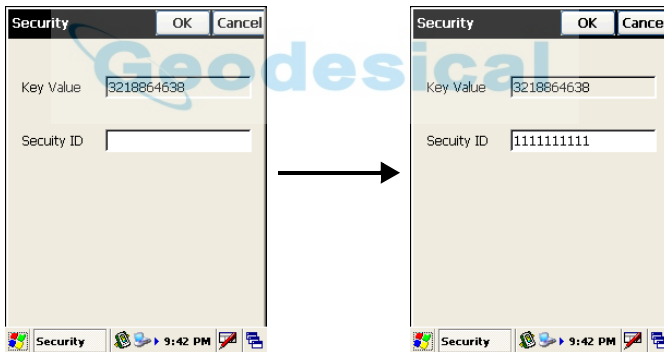 Security OK Cancel
Key Value 3218864638
Secuity ID
Security 9:42 PM
Security OK Cance
Key Value 3218864638
Secuity ID 1111111111
Security 9:42 PM
Geodesical